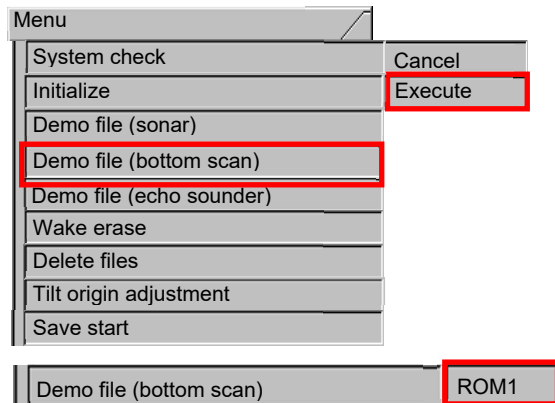 Menu
System check Cancel
Initialize Execute
Demo file (sonar)
Demo file (bottom scan)
Demo file (echo sounder)
Wake erase
Delete files
Tilt origin adjustment
Save start
Demo file (bottom scan) ROM1